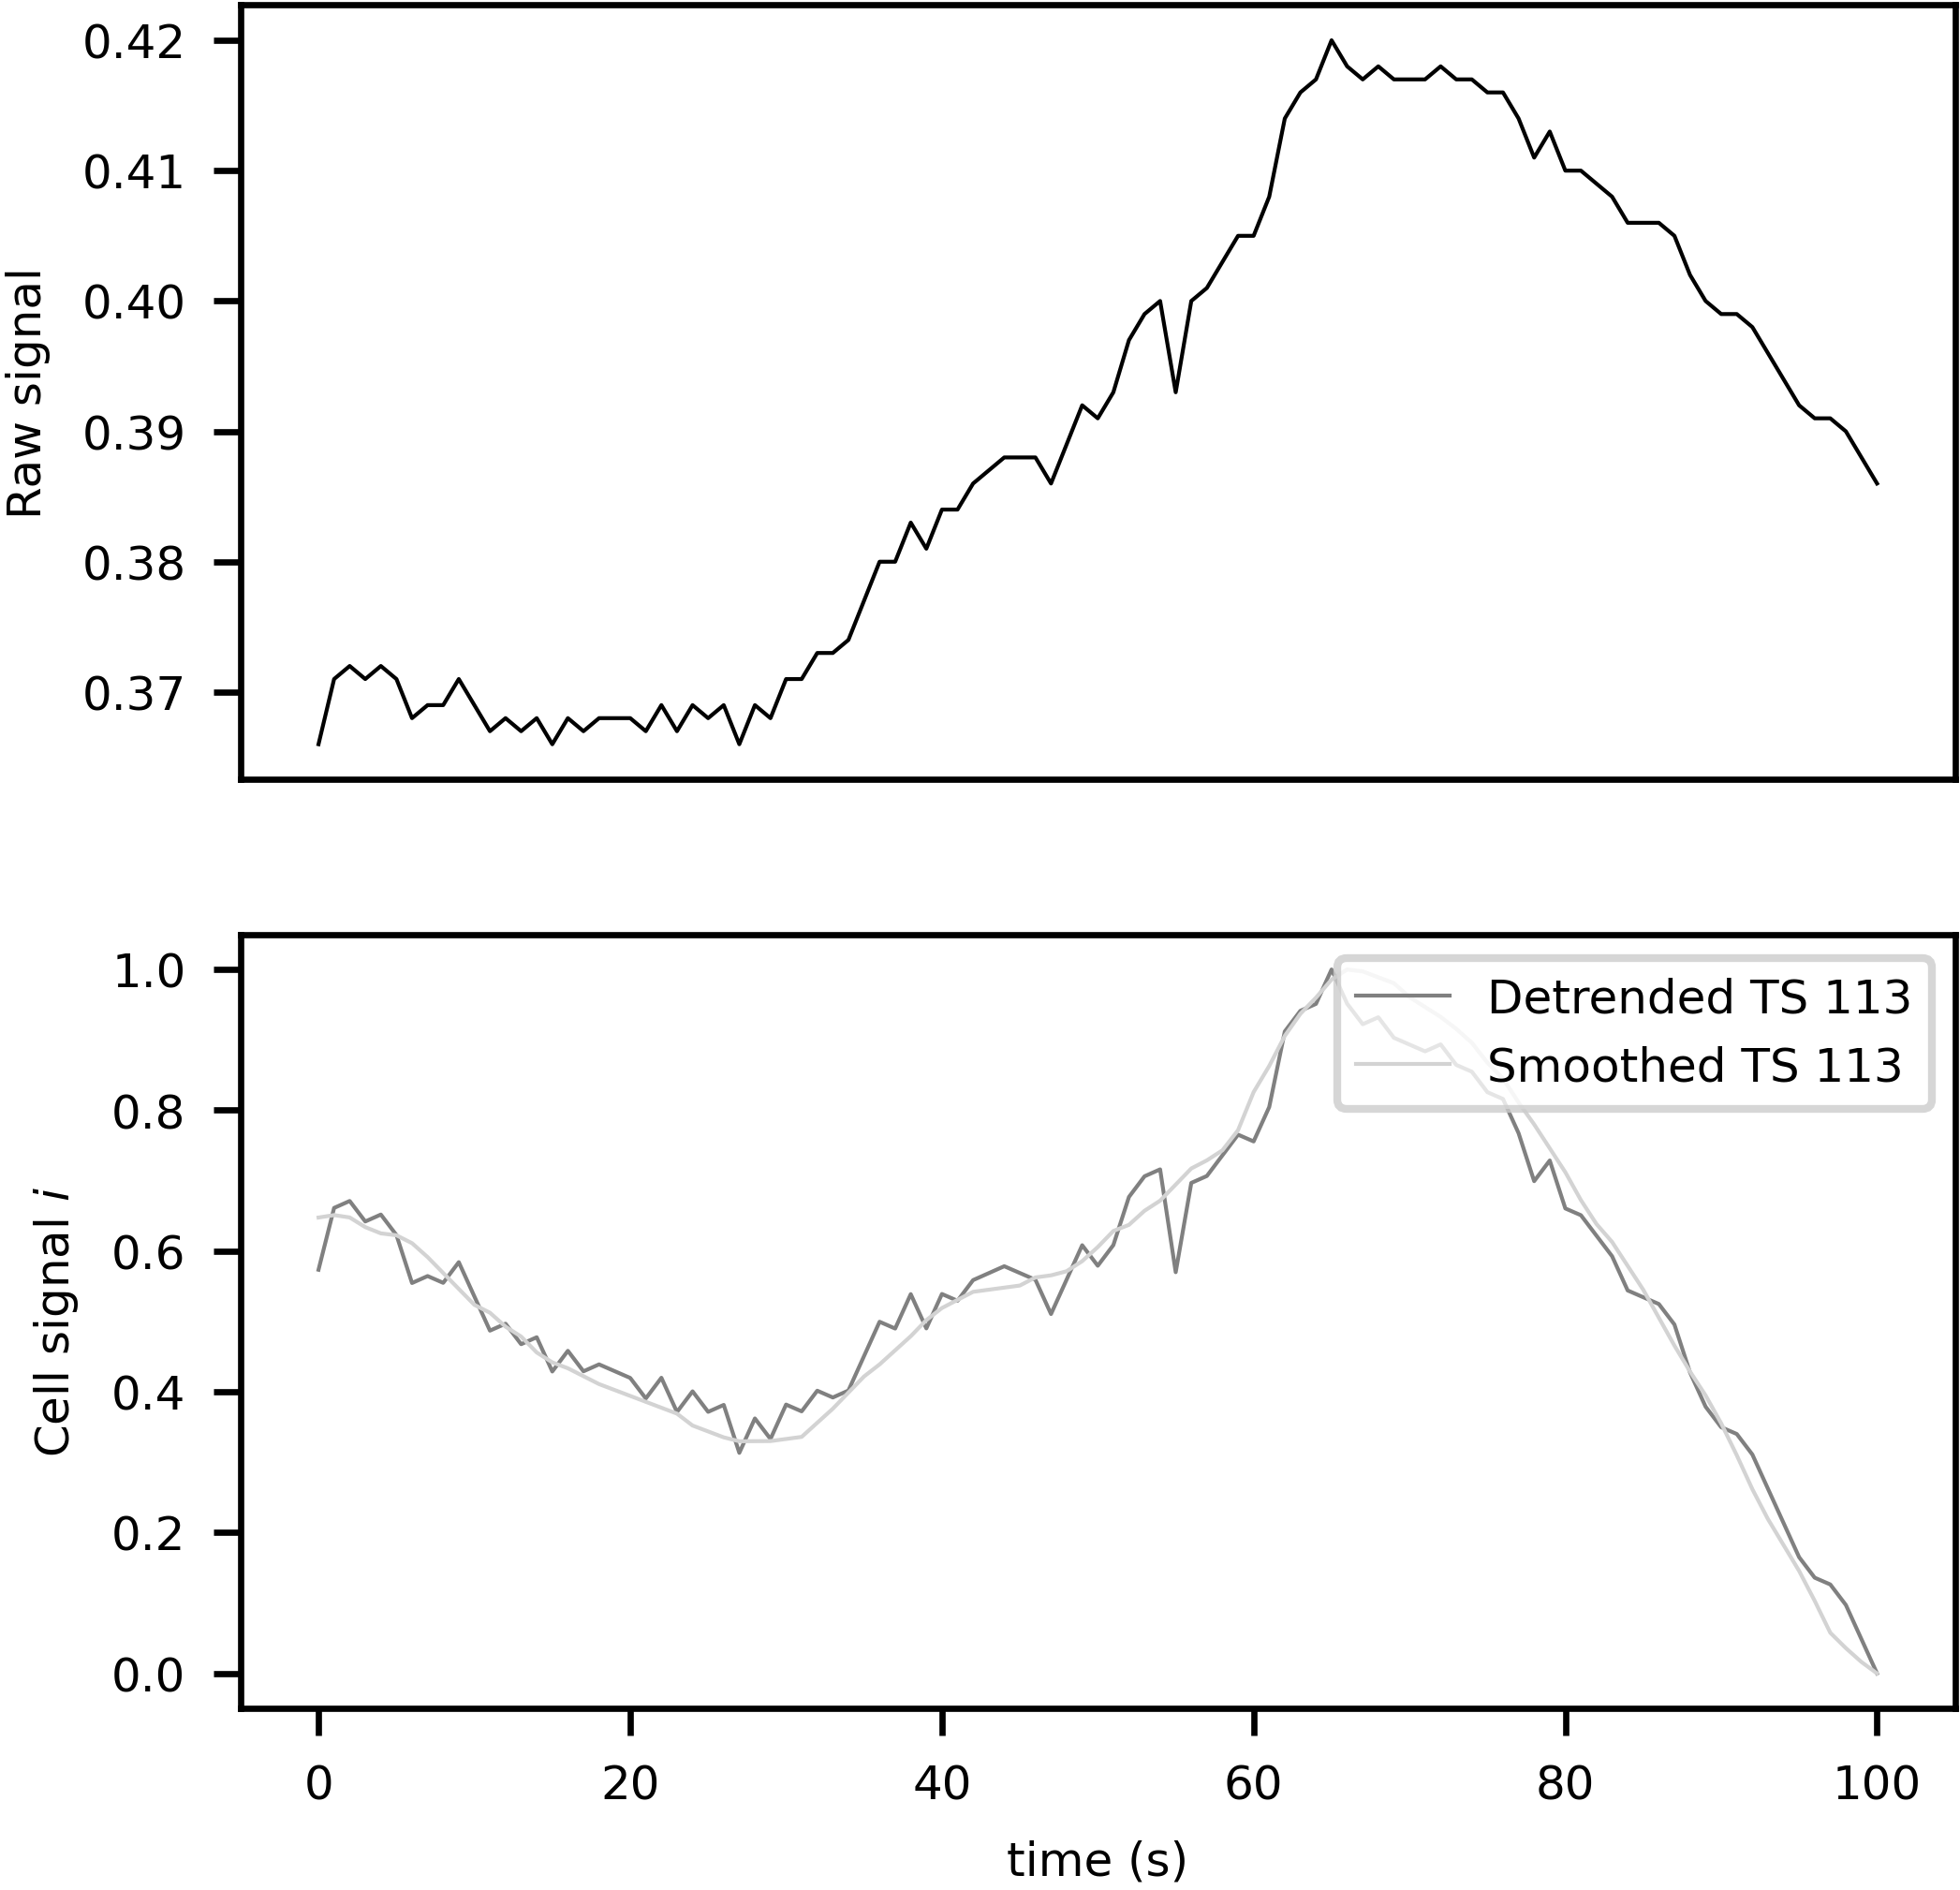 Raw signal
0.42
0.41
0.40
0.39
0.38
0.37
Cell signal i
1.0
0.8
0.6
0.4
0.2
0.0
Detrended TS 113
Smoothed TS 113
0 20 40 60 80 100
time (s)